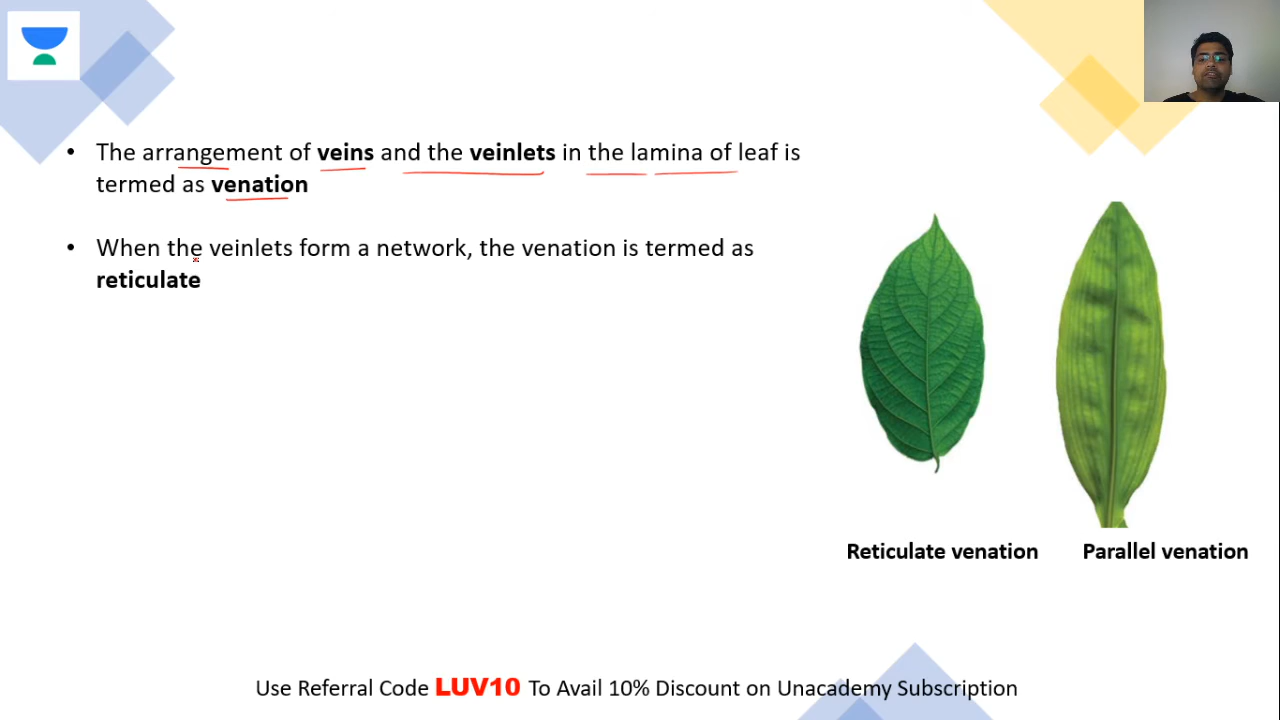 • The arrangement of veins and the veinlets in the lamina of leaf is
termed as venation
• When the veinlets form a network, the venation is termed as
reticulate
Reticulate venation
Parallel venation
Use Referral Code LUV10 To Avail 10% Discount on Unacademy Subscription